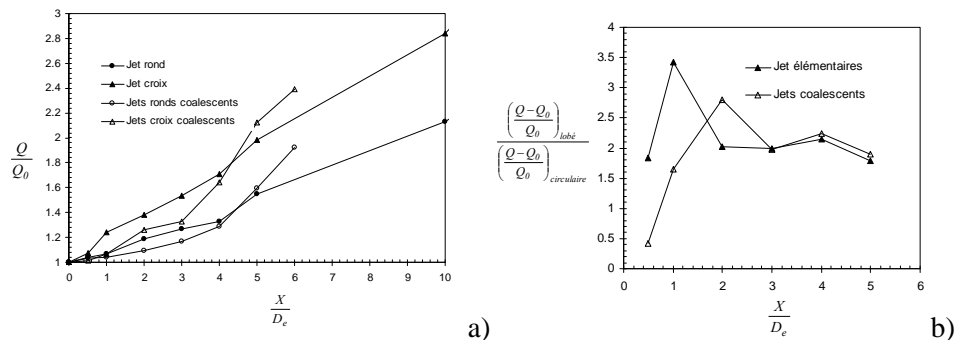 3
2.8
2.6
2.4
2.2
2
1.8
1.6
1.4
1.2
1
Q
Q0
Jet rond
Jet croix
Jets ronds coalescents
Jets croix coalescents
0 1 2 3 4 5 6 7 8 9 10
X
De
a)
4
3.5
3
2.5
2
1.5
1
0.5
0
(Q−Q0 / Q0) lobé
(Q−Q0 / Q0) circulaire
Jet élémentaires
Jets coalescents
0 1 2 3 4 5 6
X
De
b)